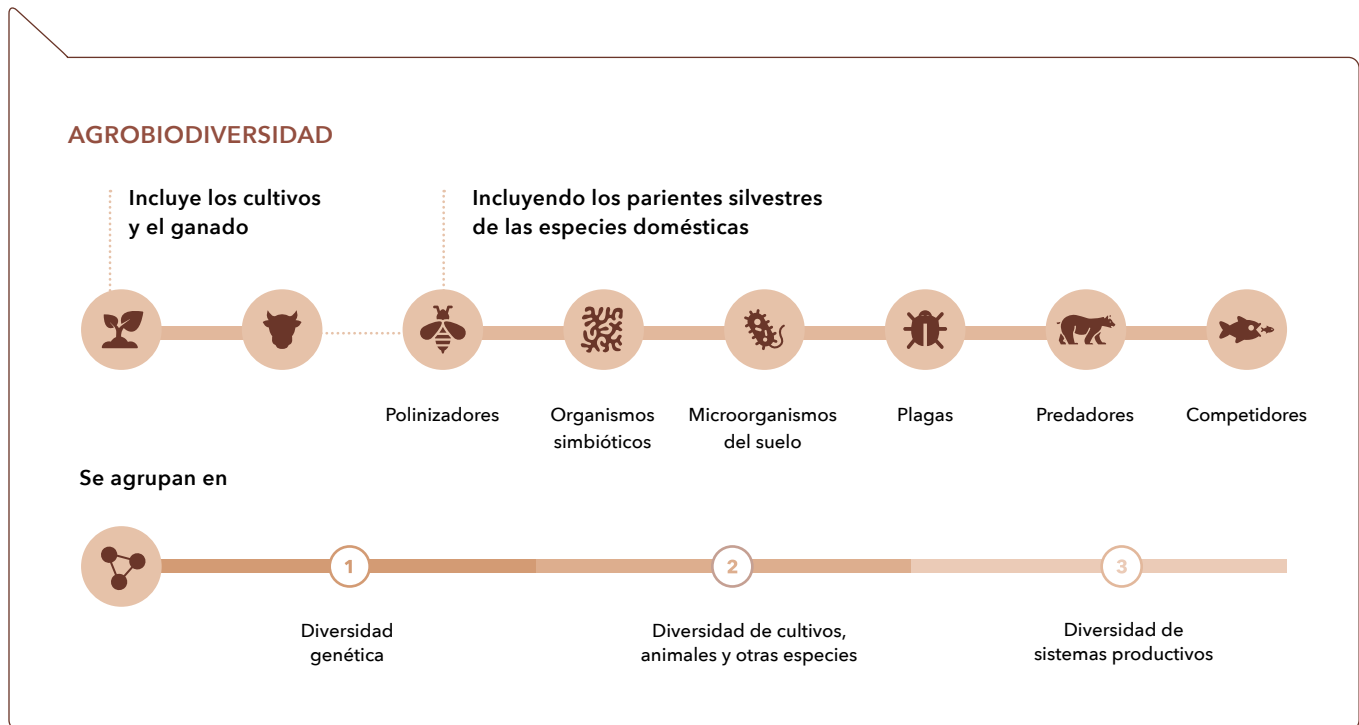 AGROBIODIVERSIDAD
Incluye los cultivos
y el ganado
Incluyendo los parientes silvestres
de las especies domésticas
Polinizadores
Organismos
simbióticos
Microorganismos
del suelo
Plagas
Predadores
Competidores
Se agrupan en
1
2
3
Diversidad
genética
Diversidad de cultivos,
animales y otras especies
Diversidad de
sistemas productivos